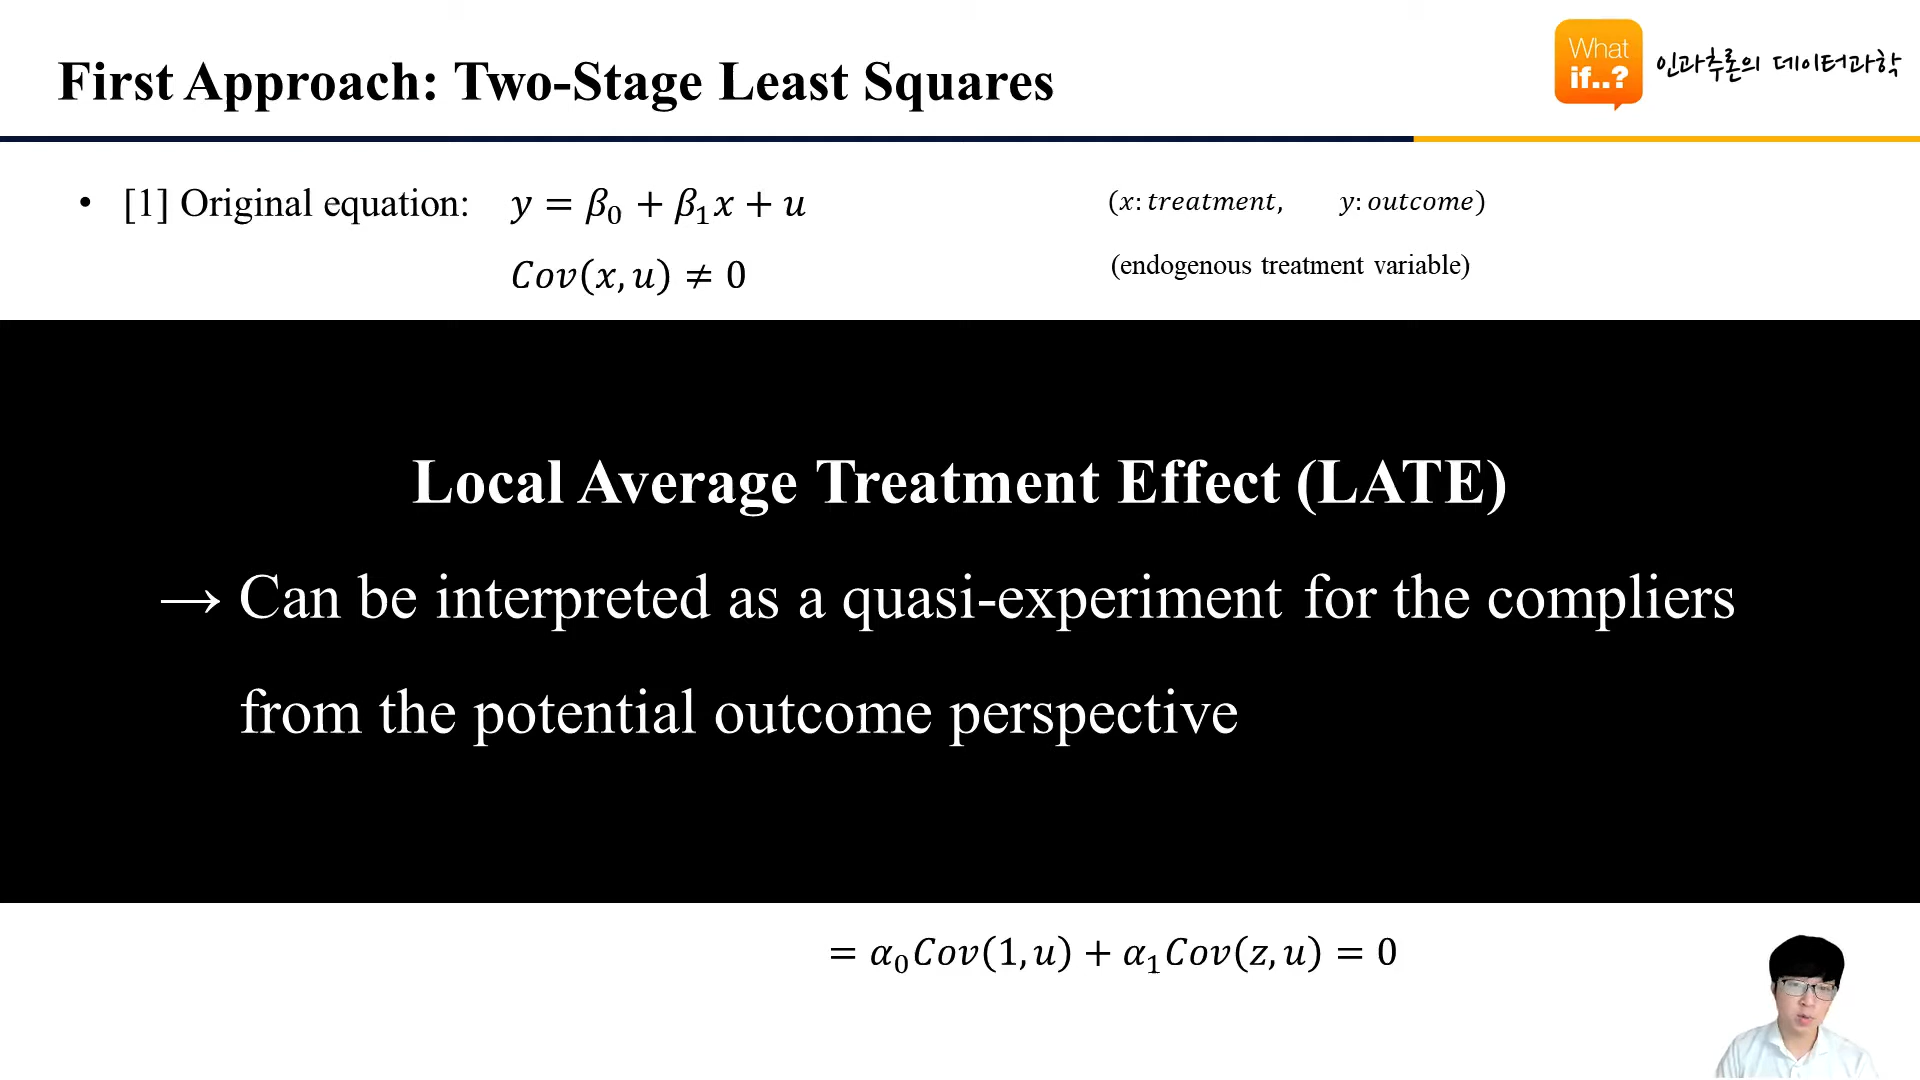 First Approach: Two-Stage Least Squares
What
if..?
인과추론의 데이터과학
• [1] Original equation: y = β₀ + β₁x + u (x: treatment, y: outcome)
Cov(x, u) ≠ 0 (endogenous treatment variable)
Local Average Treatment Effect (LATE)
→ Can be interpreted as a quasi-experiment for the compliers
from the potential outcome perspective
= α₀Cov(1, u) + α₁Cov(z, u) = 0